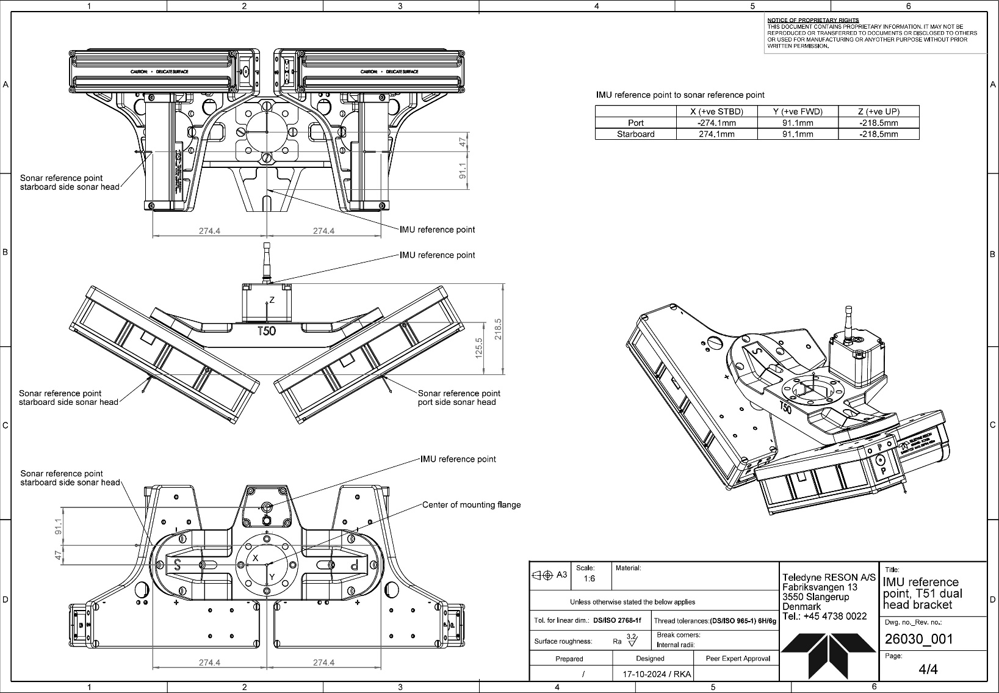 1 2 3 4 5 6
NOTICE OF PROPRIETARY RIGHTS
THIS DOCUMENT CONTAINS PROPRIETARY INFORMATION. IT MAY NOT BE
REPRODUCED OR TRANSFERRED TO DOCUMENTS OR DISCLOSED TO OTHERS
OR USED FOR MANUFACTURING OR ANYOTHER PURPOSE WITHOUT PRIOR
WRITTEN PERMISSION.
A A
CAUTION: • DELICATE SURFACE
CAUTION: • DELICATE SURFACE
47
91.1
Sonar reference point
starboard side sonar head
274.4 274.4
IMU reference point
IMU reference point to sonar reference point
X (+ve STBD) Y (+ve FWD) Z (+ve UP)
Port -274.1mm 91.1mm -218.5mm
Starboard 274.1mm 91.1mm -218.5mm
B B
IMU reference point
Z
T50
125.5
218.5
Sonar reference point
starboard side sonar head
Sonar reference point
port side sonar head
S
T50
TELEDYNE RESON
P
P
C C
IMU reference point
Sonar reference point
starboard side sonar head
Center of mounting flange
91.1
47
S X Y P
274.4 274.4
D D
A3
Scale:
1:6
Material:
Unless otherwise stated the below applies
Tol. for linear dim.: DS/ISO 2768-1f
Thread tolerances:(DS/ISO 965-1) 6H/6g
Surface roughness: Ra 3,2
Break corners:
Internal radii:
Prepared Designed Peer Expert Approval
/ 17-10-2024 / RKA
Teledyne RESON A/S
Fabriksvangen 13
3550 Slangerup
Denmark
Tel.: +45 4738 0022
Title:
IMU reference
point, T51 dual
head bracket
Dwg. no._Rev. no.:
26030_001
Page:
4/4
1 2 3 4 5 6